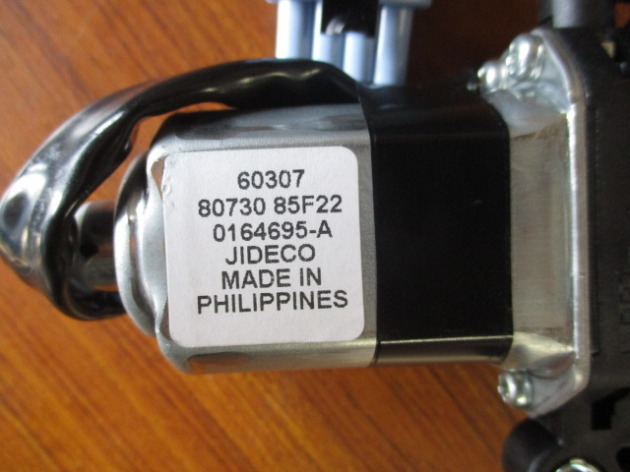 60307
80730 85F22
0164695-A
JIDECO
MADE IN
PHILIPPINES